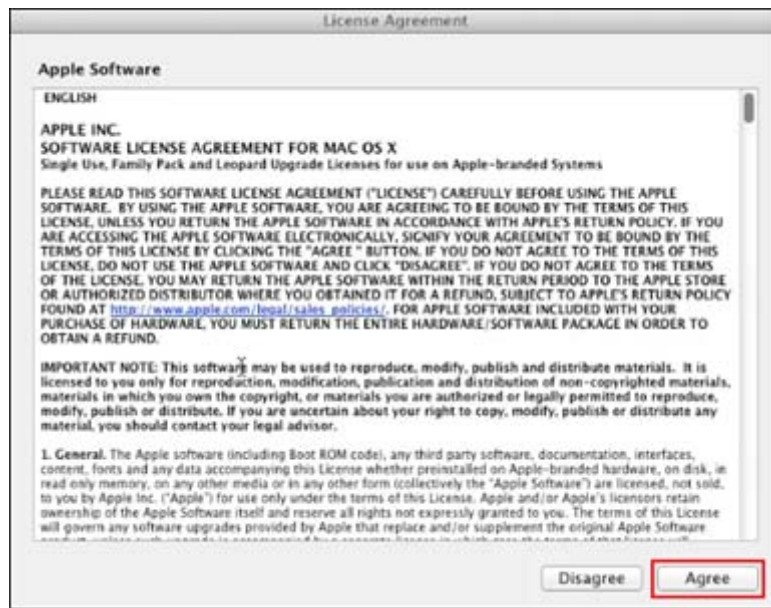 License Agreement
Apple Software
ENGLISH
APPLE INC.
SOFTWARE LICENSE AGREEMENT FOR MAC OS X
Single Use, Family Pack and Leopard Upgrade Licenses for use on Apple-branded Systems
PLEASE READ THIS SOFTWARE LICENSE AGREEMENT ("LICENSE") CAREFULLY BEFORE USING THE APPLE
SOFTWARE. BY USING THE APPLE SOFTWARE, YOU ARE AGREEING TO BE BOUND BY THE TERMS OF THIS
LICENSE, UNLESS YOU RETURN THE APPLE SOFTWARE IN ACCORDANCE WITH APPLE'S RETURN POLICY. IF YOU
ARE ACCESSING THE APPLE SOFTWARE ELECTRONICALLY, SIGNIFY YOUR AGREEMENT TO BE BOUND BY THE
TERMS OF THIS LICENSE BY CLICKING THE "AGREE " BUTTON. IF YOU DO NOT AGREE TO THE TERMS OF THIS
LICENSE, DO NOT USE THE APPLE SOFTWARE AND CLICK "DISAGREE". IF YOU DO NOT AGREE TO THE TERMS
OF THE LICENSE, YOU MAY RETURN THE APPLE SOFTWARE WITHIN THE RETURN PERIOD TO THE APPLE STORE
OR AUTHORIZED DISTRIBUTOR WHERE YOU OBTAINED IT FOR A REFUND, SUBJECT TO APPLE'S RETURN POLICY
FOUND AT http://www.apple.com/legal/sales_policies/. FOR APPLE SOFTWARE INCLUDED WITH YOUR
PURCHASE OF HARDWARE, YOU MUST RETURN THE ENTIRE HARDWARE/SOFTWARE PACKAGE IN ORDER TO
OBTAIN A REFUND.
IMPORTANT NOTE: This software may be used to reproduce, modify, publish and distribute materials. It is
licensed to you only for reproduction, modification, publication and distribution of non-copyrighted materials,
materials in which you own the copyright, or materials you are authorized or legally permitted to reproduce,
modify, publish or distribute. If you are uncertain about your right to copy, modify, publish or distribute any
material, you should contact your legal advisor.
1. General. The Apple software (including Boot ROM code), any third party software, documentation, interfaces,
content, fonts and any data accompanying this License whether preinstalled on Apple-branded hardware, on disk, in
read only memory, on any other media or in any other form (collectively the "Apple Software") are licensed, not sold,
to you by Apple Inc. ("Apple") for use only under the terms of this License. Apple and/or Apple's licensors retain
ownership of the Apple Software itself and reserve all rights not expressly granted to you. The terms of this License
will govern any software upgrades provided by Apple that replace and/or supplement the original Apple Software
Disagree
Agree